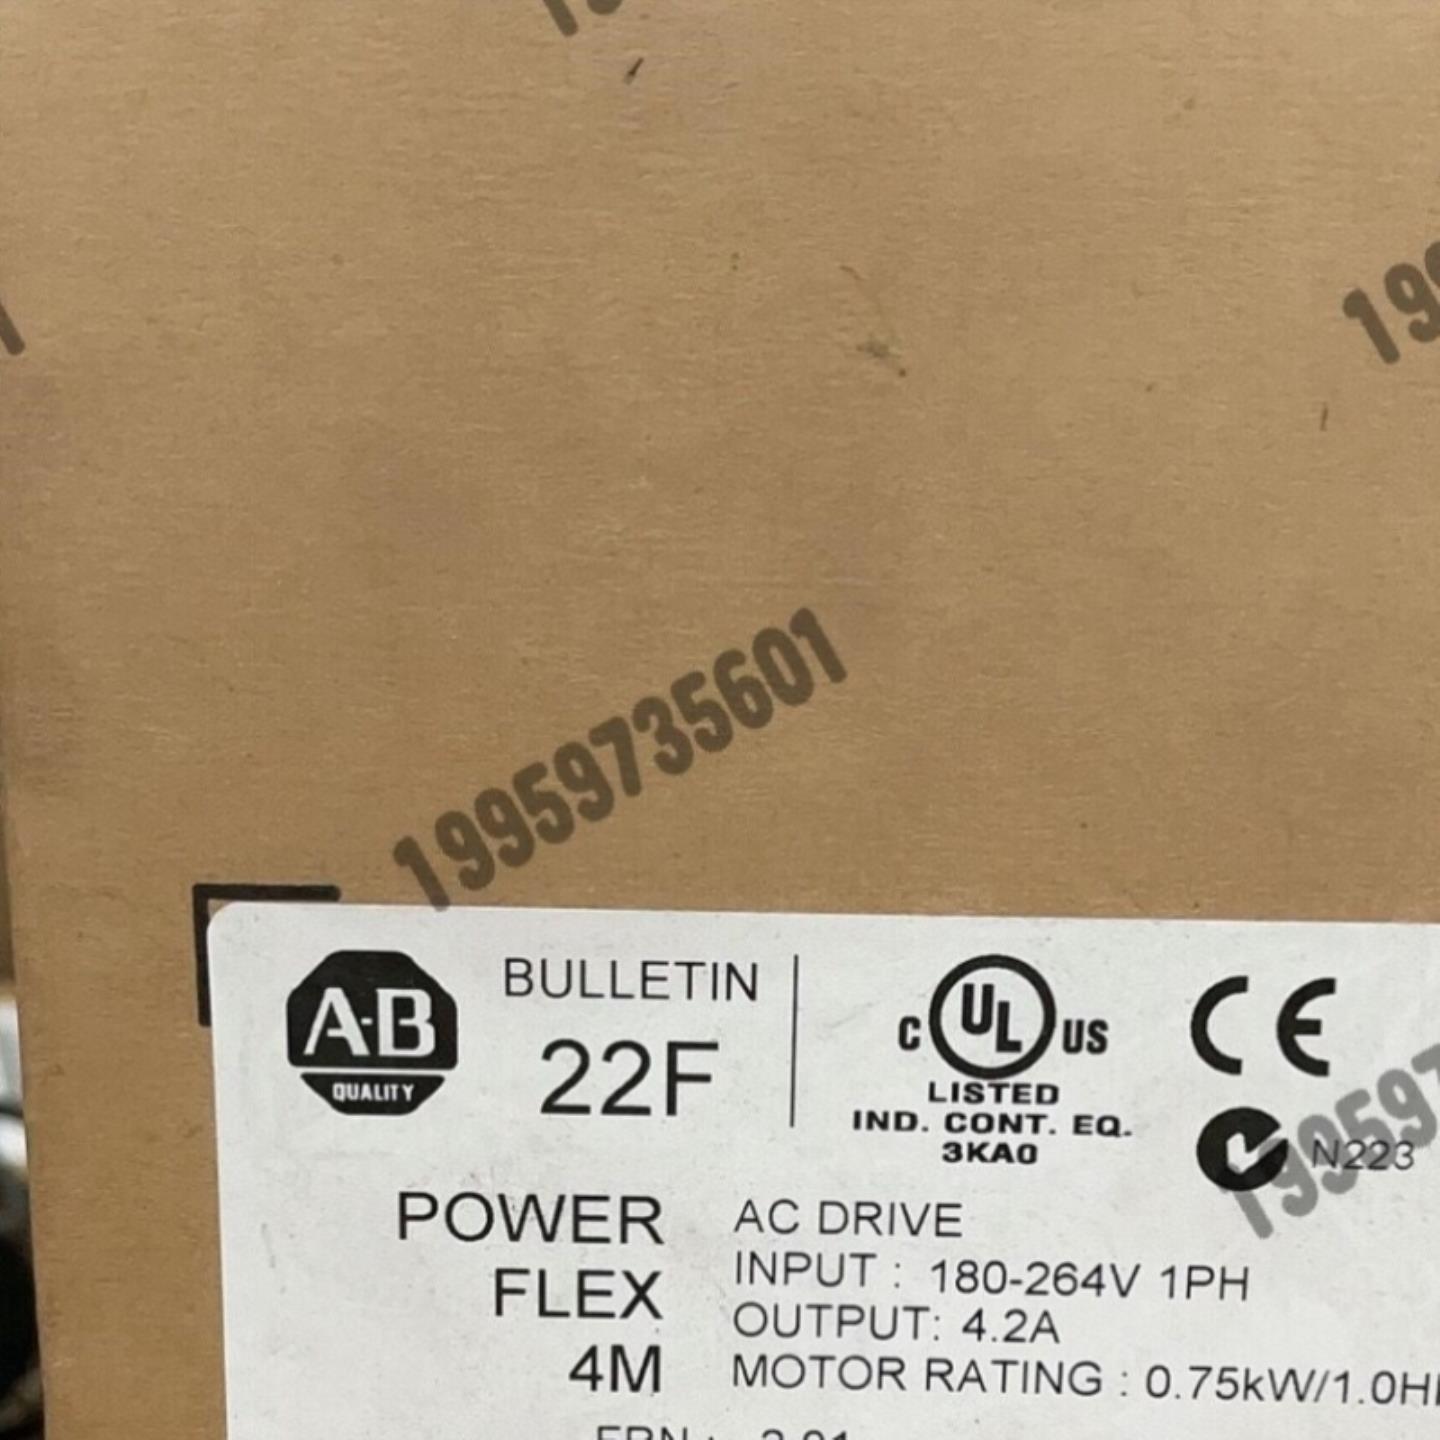 19959735601
A-B
QUALITY
BULLETIN
22F
C UL US
LISTED
IND. CONT. EQ.
3KA0
CE
N223
POWER
FLEX
4M
AC DRIVE
INPUT : 180-264V 1PH
OUTPUT: 4.2A
MOTOR RATING : 0.75kW/1.0H